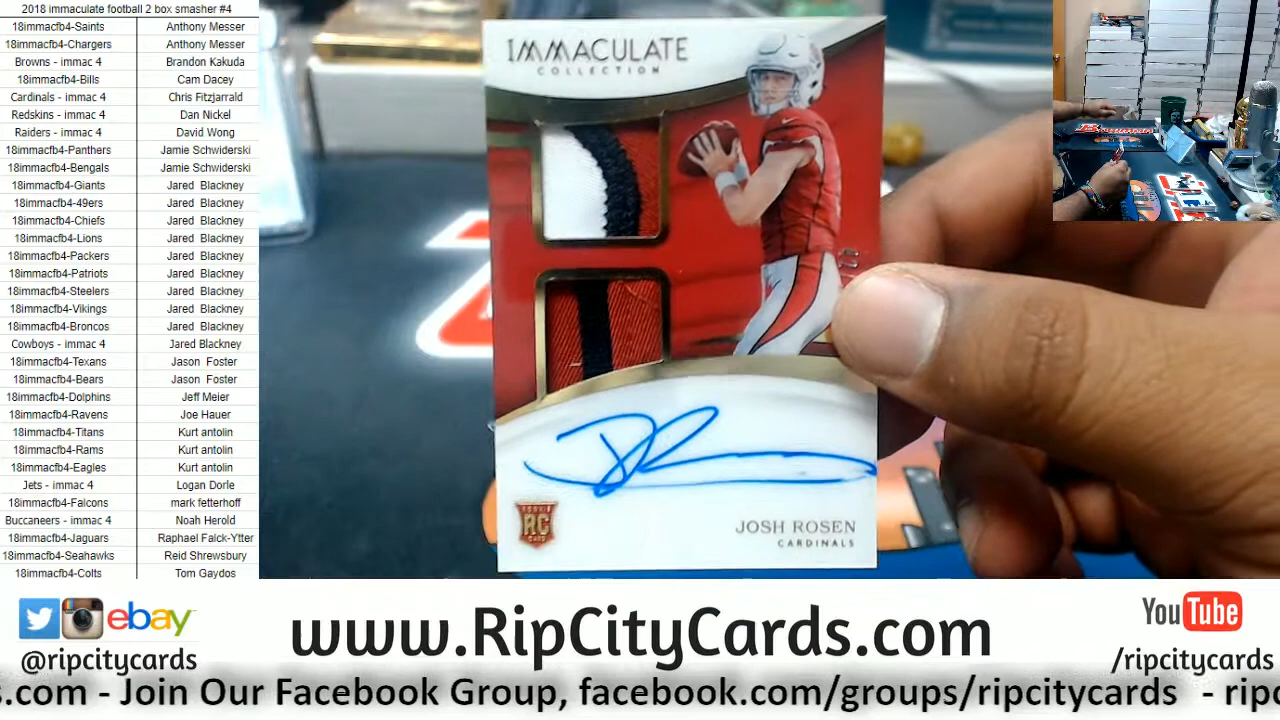 2018 immaculate football 2 box smasher #4
18immacfb4-Saints Anthony Messer
18immacfb4-Chargers Anthony Messer
Browns - immac 4 Brandon Kakuda
18immacfb4-Bills Cam Dacey
Cardinals - immac 4 Chris Fitzjarrald
Redskins - immac 4 Dan Nickel
Raiders - immac 4 David Wong
18immacfb4-Panthers Jamie Schwiderski
18immacfb4-Bengals Jamie Schwiderski
18immacfb4-Giants Jared Blackney
18immacfb4-49ers Jared Blackney
18immacfb4-Chiefs Jared Blackney
18immacfb4-Lions Jared Blackney
18immacfb4-Packers Jared Blackney
18immacfb4-Patriots Jared Blackney
18immacfb4-Steelers Jared Blackney
18immacfb4-Vikings Jared Blackney
18immacfb4-Broncos Jared Blackney
Cowboys - immac 4 Jared Blackney
18immacfb4-Texans Jason Foster
18immacfb4-Bears Jason Foster
18immacfb4-Dolphins Jeff Meier
18immacfb4-Ravens Joe Hauer
18immacfb4-Titans Kurt antolin
18immacfb4-Rams Kurt antolin
18immacfb4-Eagles Kurt antolin
Jets - immac 4 Logan Dorle
18immacfb4-Falcons mark fetterhoff
Buccaneers - immac 4 Noah Herold
18immacfb4-Jaguars Raphael Falck-Ytter
18immacfb4-Seahawks Reid Shrewsbury
18immacfb4-Colts Tom Gaydos
IMMACULATE
COLLECTION
ROOKIE
RC
CARD
JOSH ROSEN
CARDINALS
ebay
@ripcitycards
www.RipCityCards.com
YouTube
/ripcitycards
s.com - Join Our Facebook Group, facebook.com/groups/ripcitycards - ripc